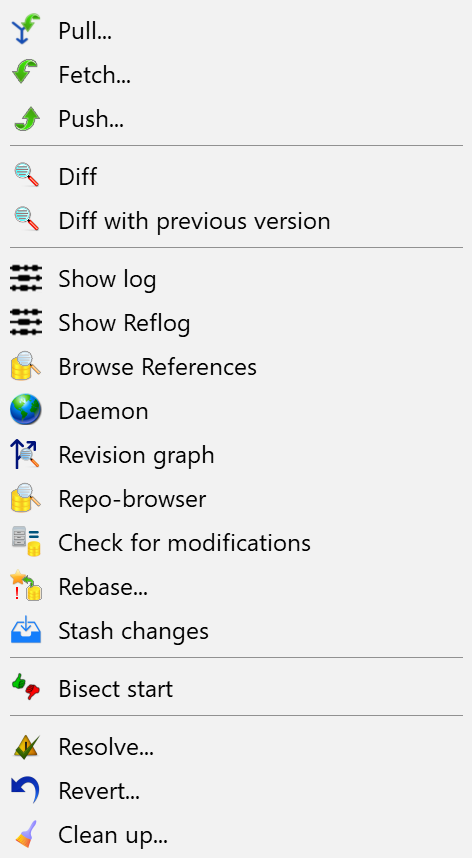 Pull...
Fetch...
Push...
Diff
Diff with previous version
Show log
Show Reflog
Browse References
Daemon
Revision graph
Repo-browser
Check for modifications
Rebase...
Stash changes
Bisect start
Resolve...
Revert...
Clean up...